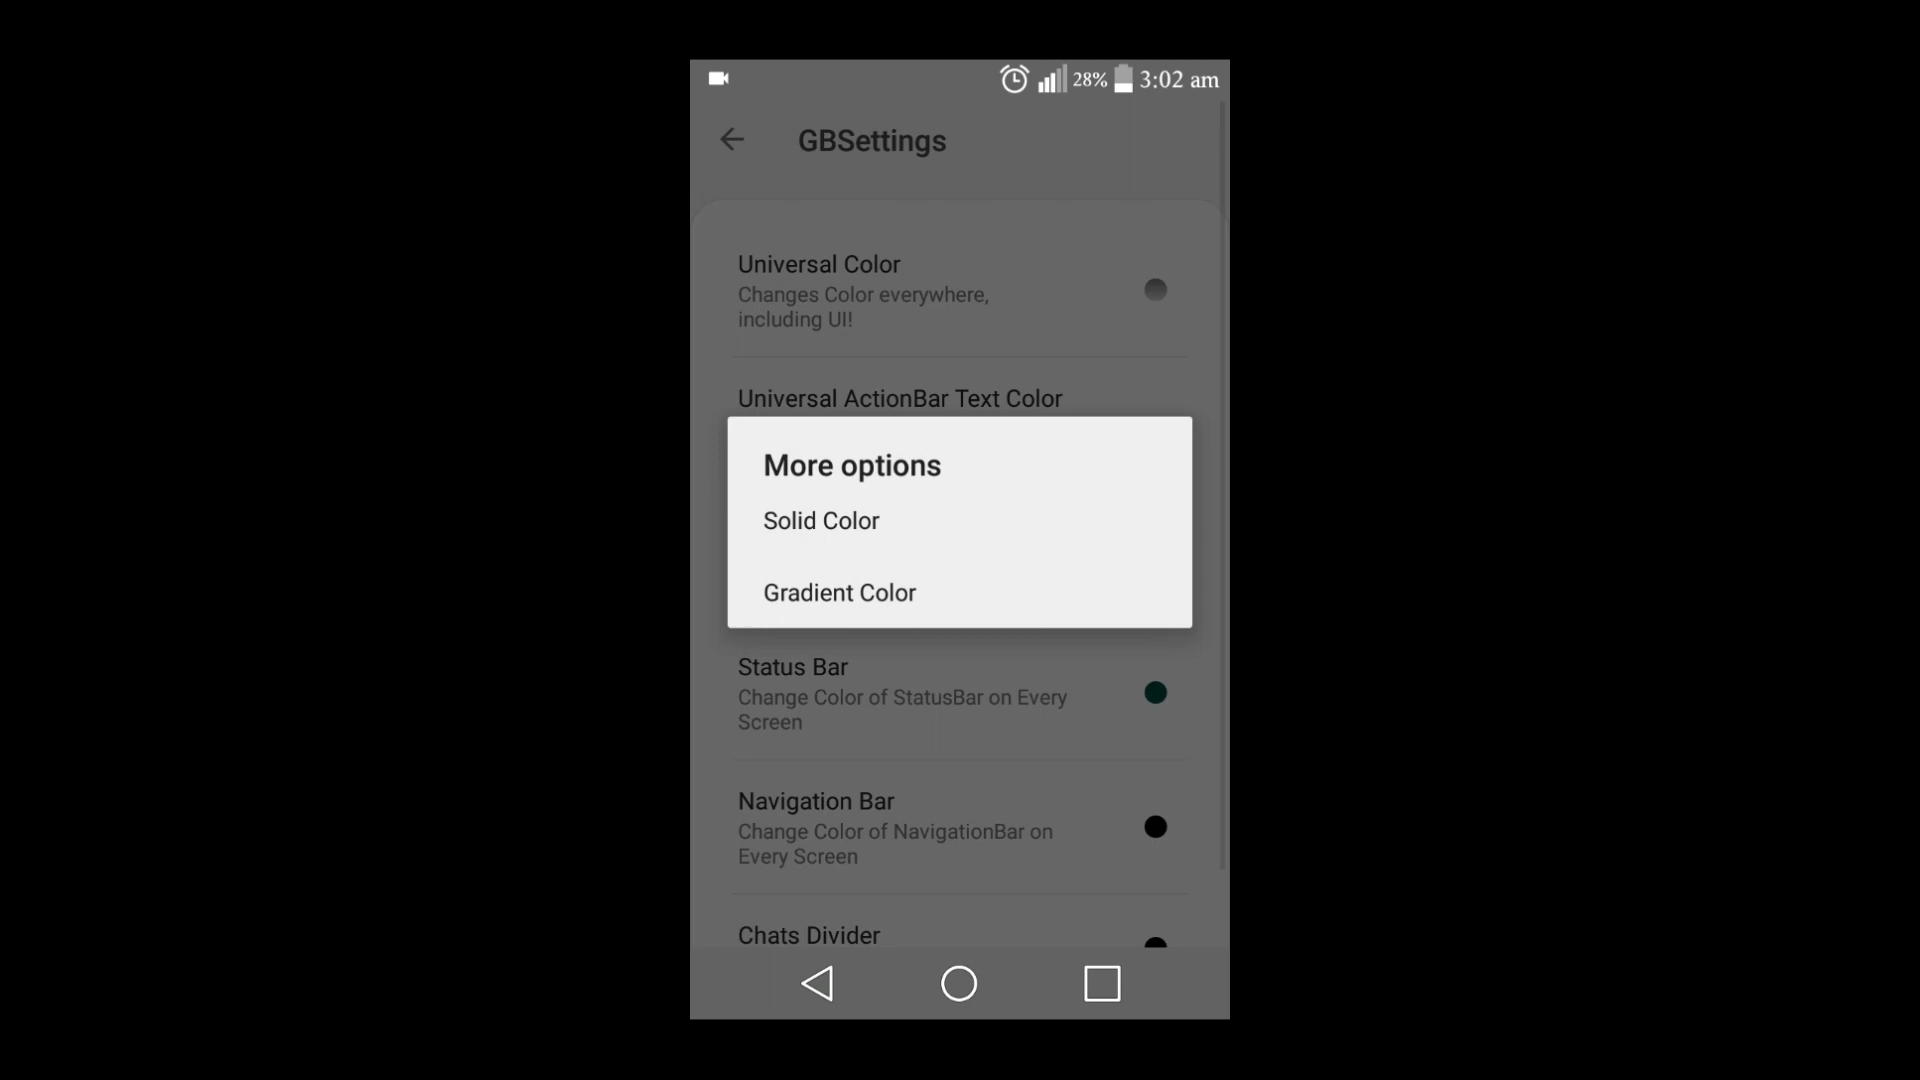 28% 3:02 am
GBSettings
Universal Color
Changes Color everywhere,
including UI!
Universal ActionBar Text Color
More options
Solid Color
Gradient Color
Status Bar
Change Color of StatusBar on Every
Screen
Navigation Bar
Change Color of NavigationBar on
Every Screen
Chats Divider